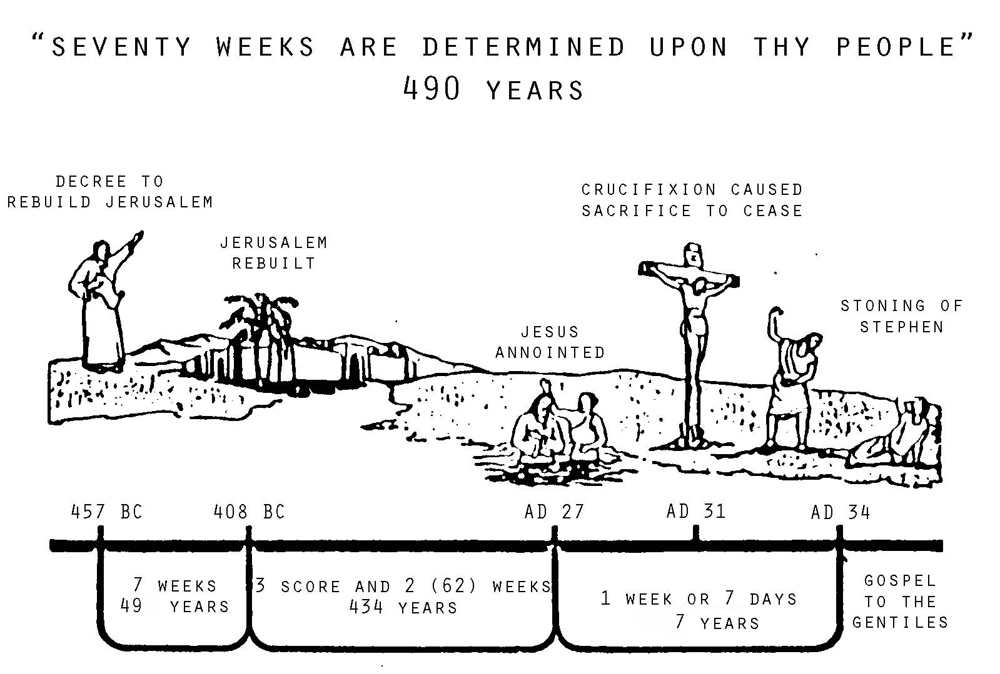 “SEVENTY WEEKS ARE DETERMINED UPON THY PEOPLE”
490 YEARS
DECREE TO
REBUILD JERUSALEM
JERUSALEM
REBUILT
JESUS
ANNOINTED
CRUCIFIXION CAUSED
SACRIFICE TO CEASE
STONING OF
STEPHEN
457 BC
408 BC
AD 27
AD 31
AD 34
7 WEEKS
49 YEARS
3 SCORE AND 2 (62) WEEKS
434 YEARS
1 WEEK OR 7 DAYS
7 YEARS
GOSPEL
TO THE
GENTILES